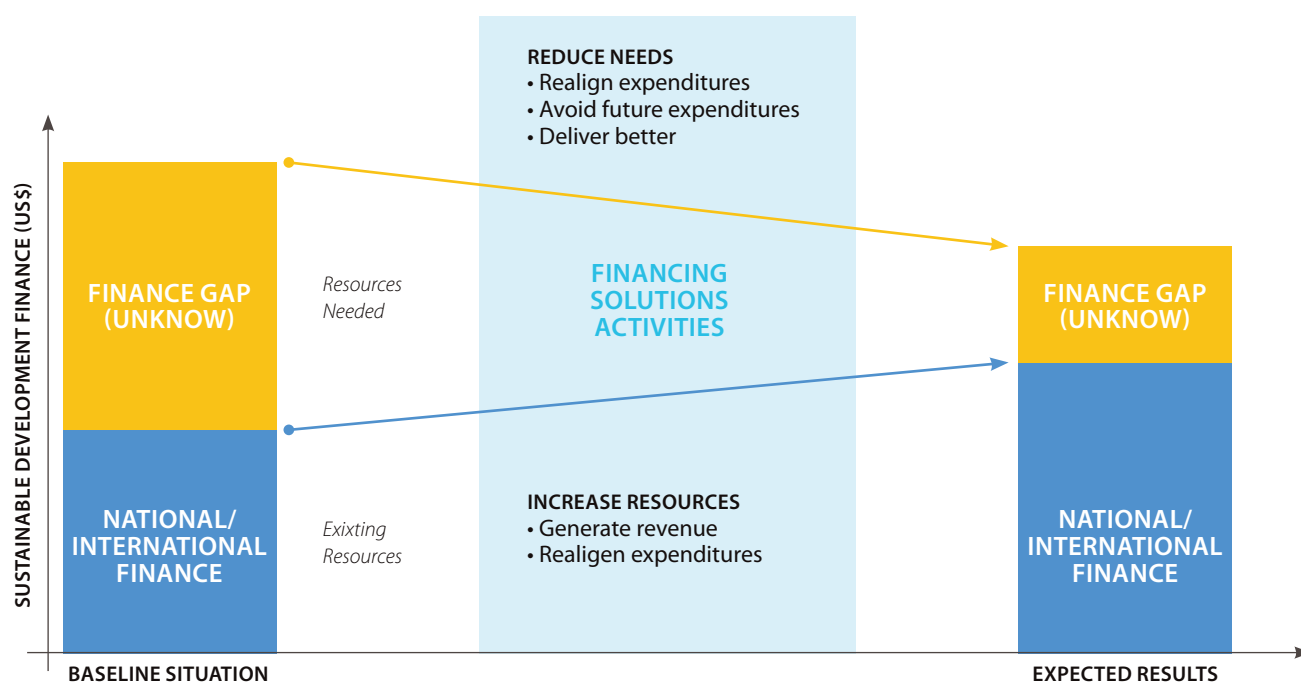 SUSTAINABLE DEVELOPMENT FINANCE (US$)
REDUCE NEEDS
• Realign expenditures
• Avoid future expenditures
• Deliver better
FINANCE GAP
(UNKNOW)
Resources
Needed
FINANCING
SOLUTIONS
ACTIVITIES
FINANCE GAP
(UNKNOW)
NATIONAL/
INTERNATIONAL
FINANCE
Exixting
Resources
INCREASE RESOURCES
• Generate revenue
• Realigen expenditures
NATIONAL/
INTERNATIONAL
FINANCE
BASELINE SITUATION
EXPECTED RESULTS